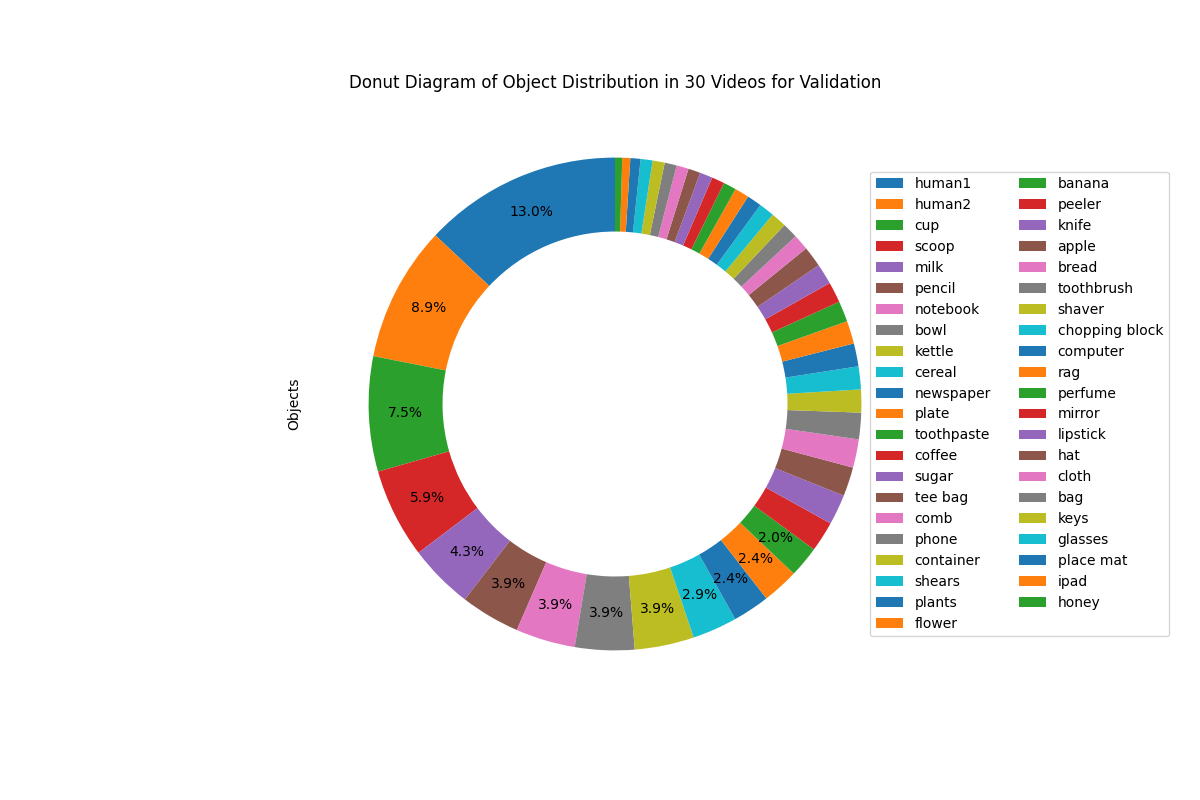 Donut Diagram of Object Distribution in 30 Videos for Validation
Objects
13.0%
8.9%
7.5%
5.9%
4.3%
3.9%
3.9%
3.9%
3.9%
2.9%
2.4%
2.4%
2.0%
human1
human2
cup
scoop
milk
pencil
notebook
bowl
kettle
cereal
newspaper
plate
toothpaste
coffee
sugar
tee bag
comb
phone
container
shears
plants
flower
banana
peeler
knife
apple
bread
toothbrush
shaver
chopping block
computer
rag
perfume
mirror
lipstick
hat
cloth
bag
keys
glasses
place mat
ipad
honey